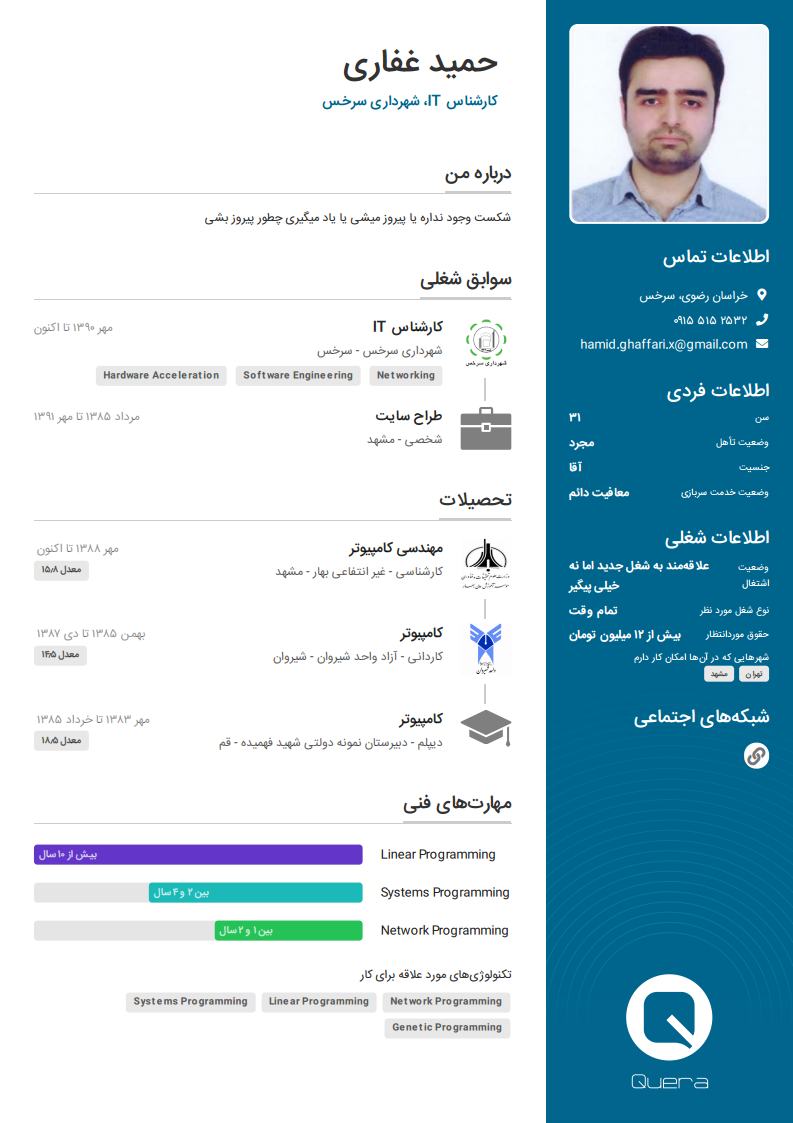 حمید غفاری
کارشناس IT، شهرداری سرخس
درباره من
شکست وجود نداره یا پیروز میشی یا یاد میگیری چطور پیروز بشی
سوابق شغلی
کارشناس IT
مهر ۱۳۹۰ تا اکنون
شهرداری سرخس - سرخس
Networking
Software Engineering
Hardware Acceleration
شهرداری سرخس
طراح سایت
مرداد ۱۳۸۵ تا مهر ۱۳۹۱
شخصی - مشهد
تحصیلات
مهندسی کامپیوتر
مهر ۱۳۸۸ تا اکنون
کارشناسی - غیر انتفاعی بهار - مشهد
معدل ۱۵٫۸
کامپیوتر
بهمن ۱۳۸۵ تا دی ۱۳۸۷
کاردانی - آزاد واحد شیروان - شیروان
معدل ۱۴٫۵
کامپیوتر
مهر ۱۳۸۳ تا خرداد ۱۳۸۵
دیپلم - دبیرستان نمونه دولتی شهید فهمیده - قم
معدل ۱۸٫۵
مهارت‌های فنی
Linear Programming
بیش از ۱۰ سال
Systems Programming
بین ۲ و ۴ سال
Network Programming
بین ۱ و ۲ سال
تکنولوژی‌های مورد علاقه برای کار
Network Programming
Linear Programming
Systems Programming
Genetic Programming
اطلاعات تماس
خراسان رضوی، سرخس
۰۹۱۵ ۵۱۵ ۲۵۳۲
hamid.ghaffari.x@gmail.com
اطلاعات فردی
سن ۳۱
وضعیت تأهل مجرد
جنسیت آقا
وضعیت خدمت سربازی معافیت دائم
اطلاعات شغلی
وضعیت اشتغال
علاقه‌مند به شغل جدید اما نه
خیلی پیگیر
نوع شغل مورد نظر تمام وقت
حقوق موردانتظار بیش از ۱۲ میلیون تومان
شهرهایی که در آن‌ها امکان کار دارم
تهران
مشهد
شبکه‌های اجتماعی
Quera